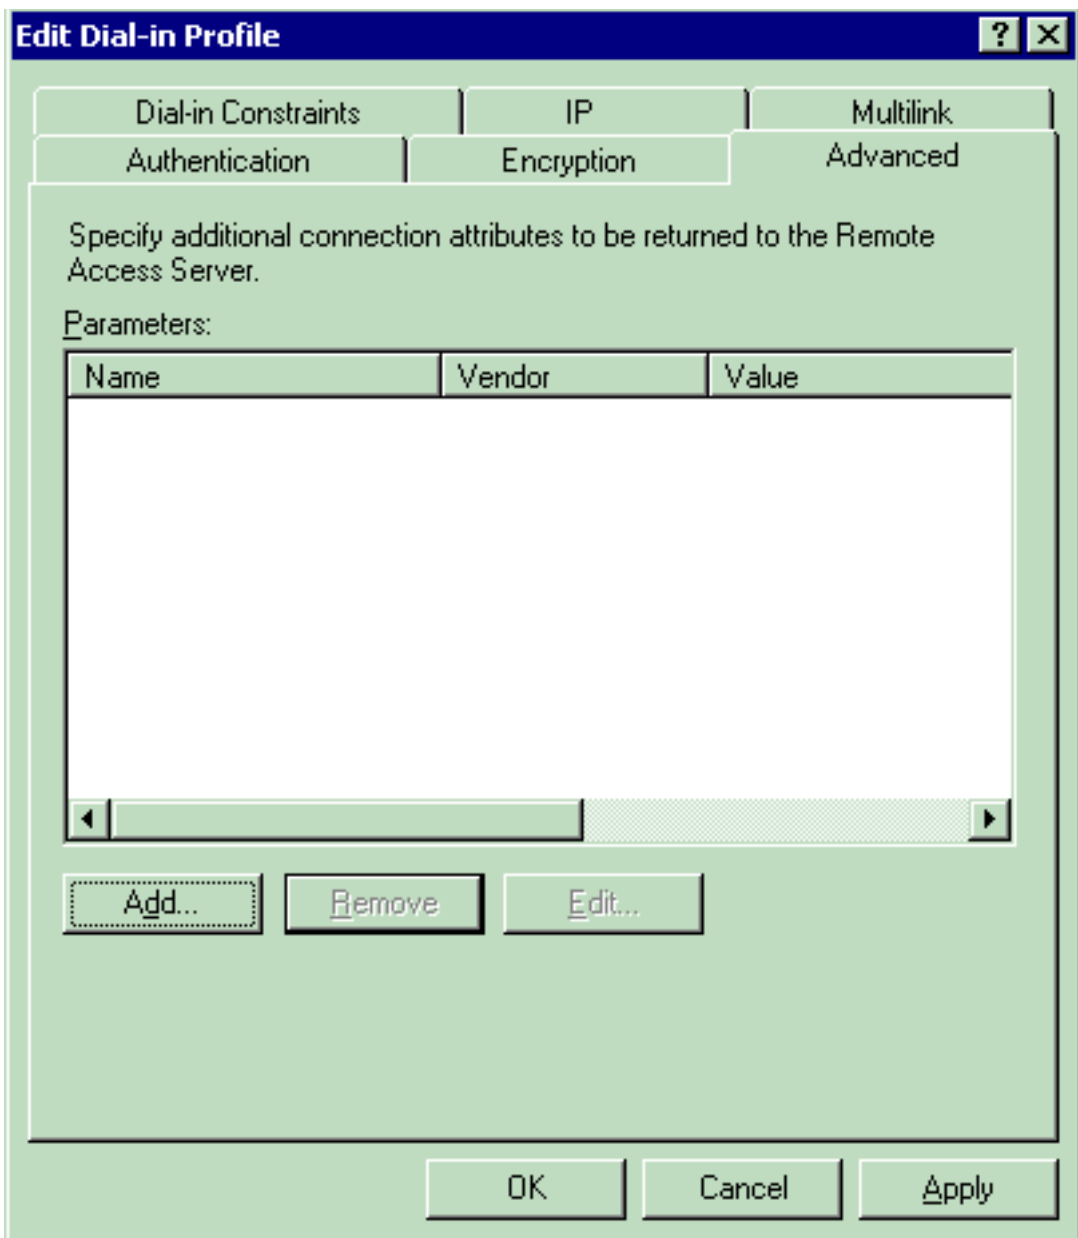 Edit Dial-in Profile
Dial-in Constraints IP Multilink
Authentication Encryption Advanced
Specify additional connection attributes to be returned to the Remote
Access Server.
Parameters:
Name Vendor Value
Add... Remove Edit...
OK Cancel Apply